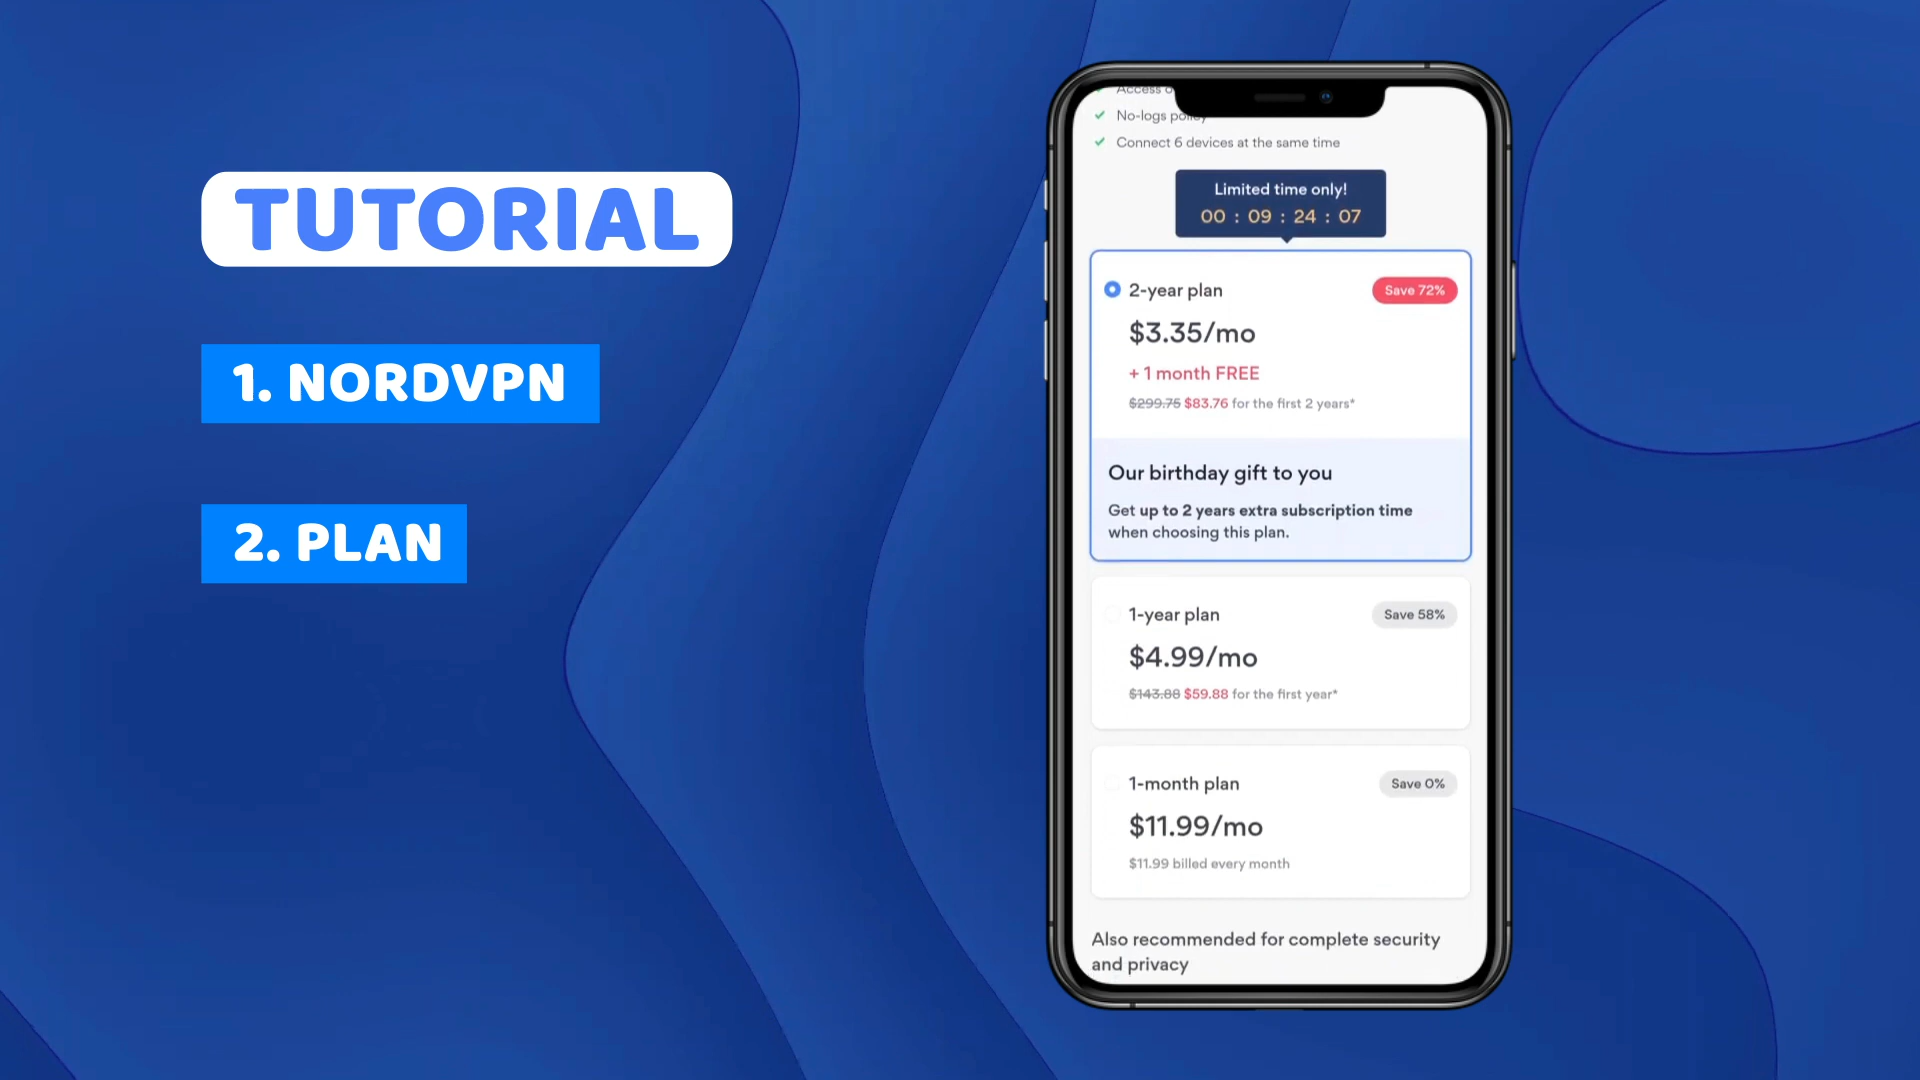 TUTORIAL
1. NORDVPN
2. PLAN
Access o
No-logs policy
Connect 6 devices at the same time
Limited time only!
00 : 09 : 24 : 07
2-year plan
Save 72%
$3.35/mo
+ 1 month FREE
$299.75 $83.76 for the first 2 years*
Our birthday gift to you
Get up to 2 years extra subscription time
when choosing this plan.
1-year plan
Save 58%
$4.99/mo
$143.88 $59.88 for the first year*
1-month plan
Save 0%
$11.99/mo
$11.99 billed every month
Also recommended for complete security
and privacy